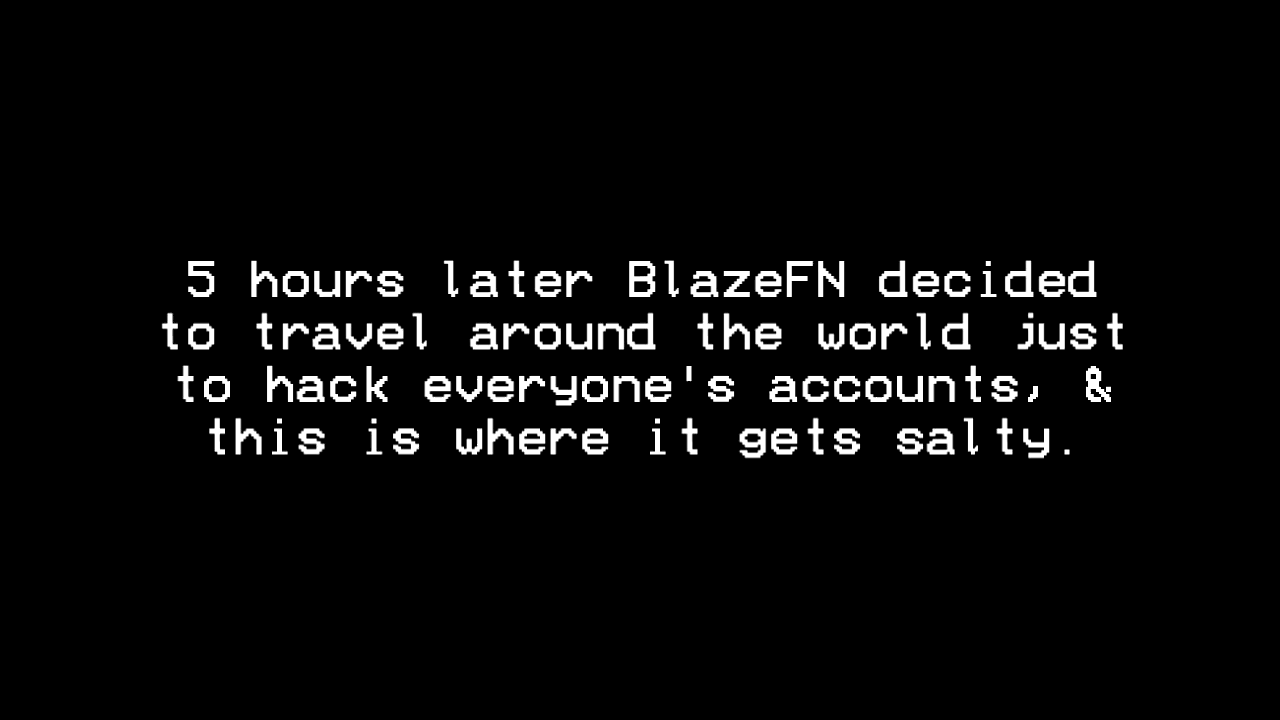 5 hours later BlazeFN decided
to travel around the world just
to hack everyone's accounts, &
this is where it gets salty.